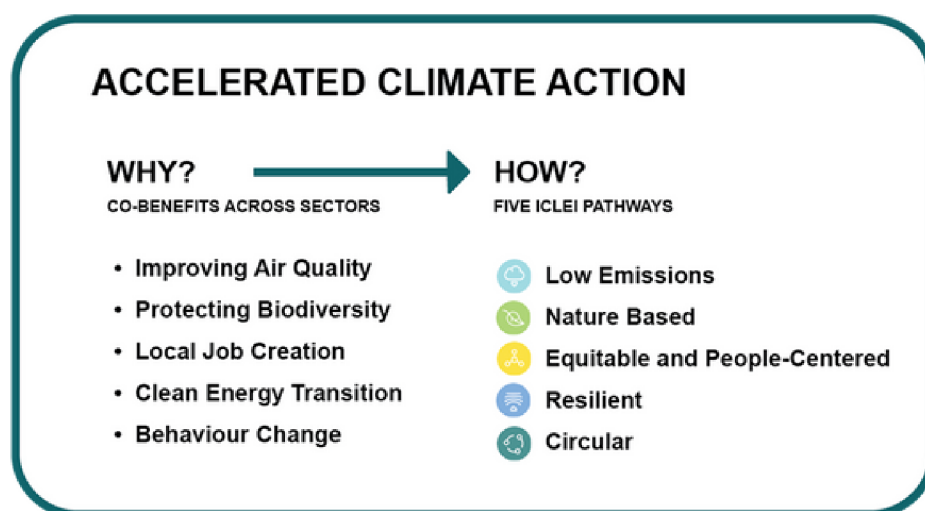 ACCELERATED CLIMATE ACTION
WHY?
CO-BENEFITS ACROSS SECTORS
• Improving Air Quality
• Protecting Biodiversity
• Local Job Creation
• Clean Energy Transition
• Behaviour Change
HOW?
FIVE ICLEI PATHWAYS
Low Emissions
Nature Based
Equitable and People-Centered
Resilient
Circular